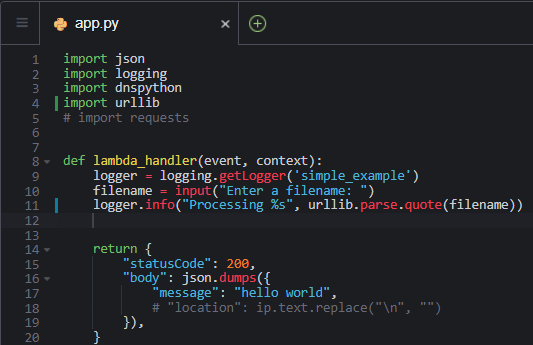 app.py
1 import json
2 import logging
3 import dnspython
4 import urllib
5 # import requests
6
7
8 def lambda_handler(event, context):
9     logger = logging.getLogger('simple_example')
10     filename = input("Enter a filename: ")
11     logger.info("Processing %s", urllib.parse.quote(filename))
12
13
14     return {
15         "statusCode": 200,
16         "body": json.dumps({
17             "message": "hello world",
18             # "location": ip.text.replace("\n", "")
19         }),
20     }